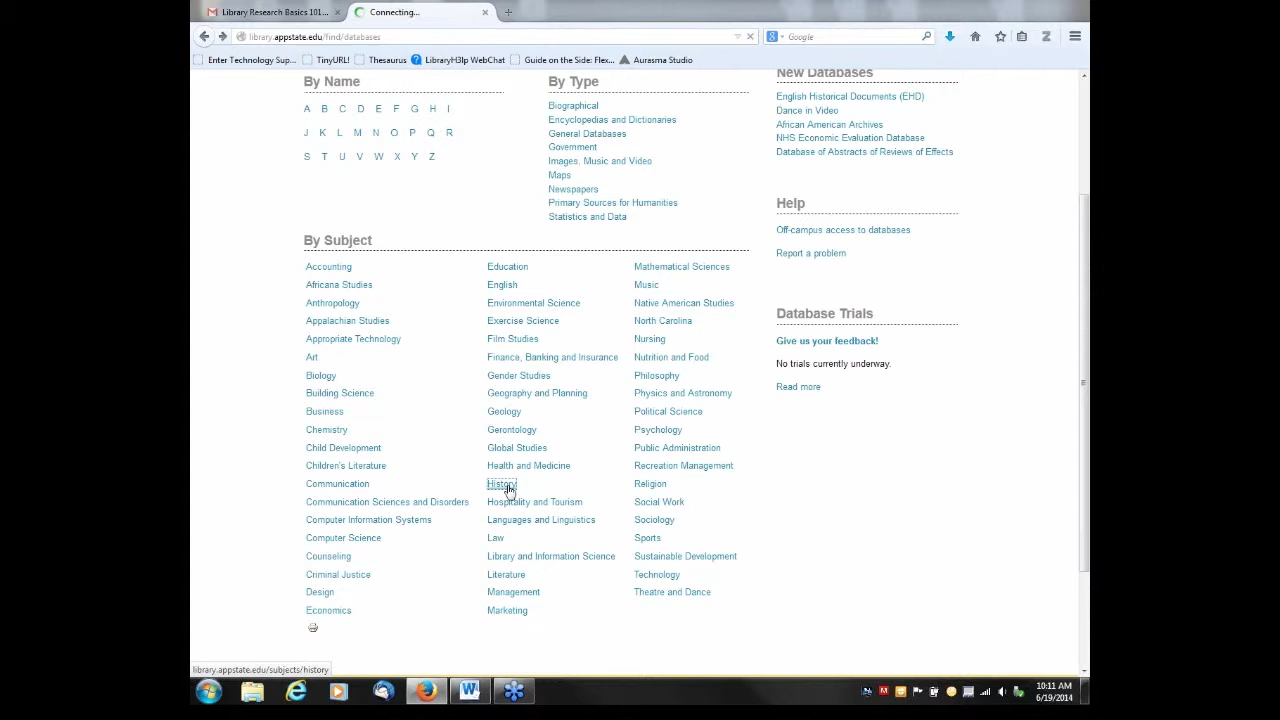 Library Research Basics 101...
Connecting...
library.appstate.edu/find/databases
Google
Enter Technology Sup...
TinyURL!
Thesaurus
LibraryH3lp WebChat
Guide on the Side: Flex...
Aurasma Studio
By Name
A B C D E F G H I
J K L M N O P Q R
S T U V W X Y Z
By Type
Biographical
Encyclopedias and Dictionaries
General Databases
Government
Images, Music and Video
Maps
Newspapers
Primary Sources for Humanities
Statistics and Data
New Databases
English Historical Documents (EHD)
Dance in Video
African American Archives
NHS Economic Evaluation Database
Database of Abstracts of Reviews of Effects
Help
Off-campus access to databases
Report a problem
Database Trials
Give us your feedback!
No trials currently underway.
Read more
By Subject
Accounting
Africana Studies
Anthropology
Appalachian Studies
Appropriate Technology
Art
Biology
Building Science
Business
Chemistry
Child Development
Children's Literature
Communication
Communication Sciences and Disorders
Computer Information Systems
Computer Science
Counseling
Criminal Justice
Design
Economics
Education
English
Environmental Science
Exercise Science
Film Studies
Finance, Banking and Insurance
Gender Studies
Geography and Planning
Geology
Gerontology
Global Studies
Health and Medicine
History
Hospitality and Tourism
Languages and Linguistics
Law
Library and Information Science
Literature
Management
Marketing
Mathematical Sciences
Music
Native American Studies
North Carolina
Nursing
Nutrition and Food
Philosophy
Physics and Astronomy
Political Science
Psychology
Public Administration
Recreation Management
Religion
Social Work
Sociology
Sports
Sustainable Development
Technology
Theatre and Dance
library.appstate.edu/subjects/history
10:11 AM
6/19/2014